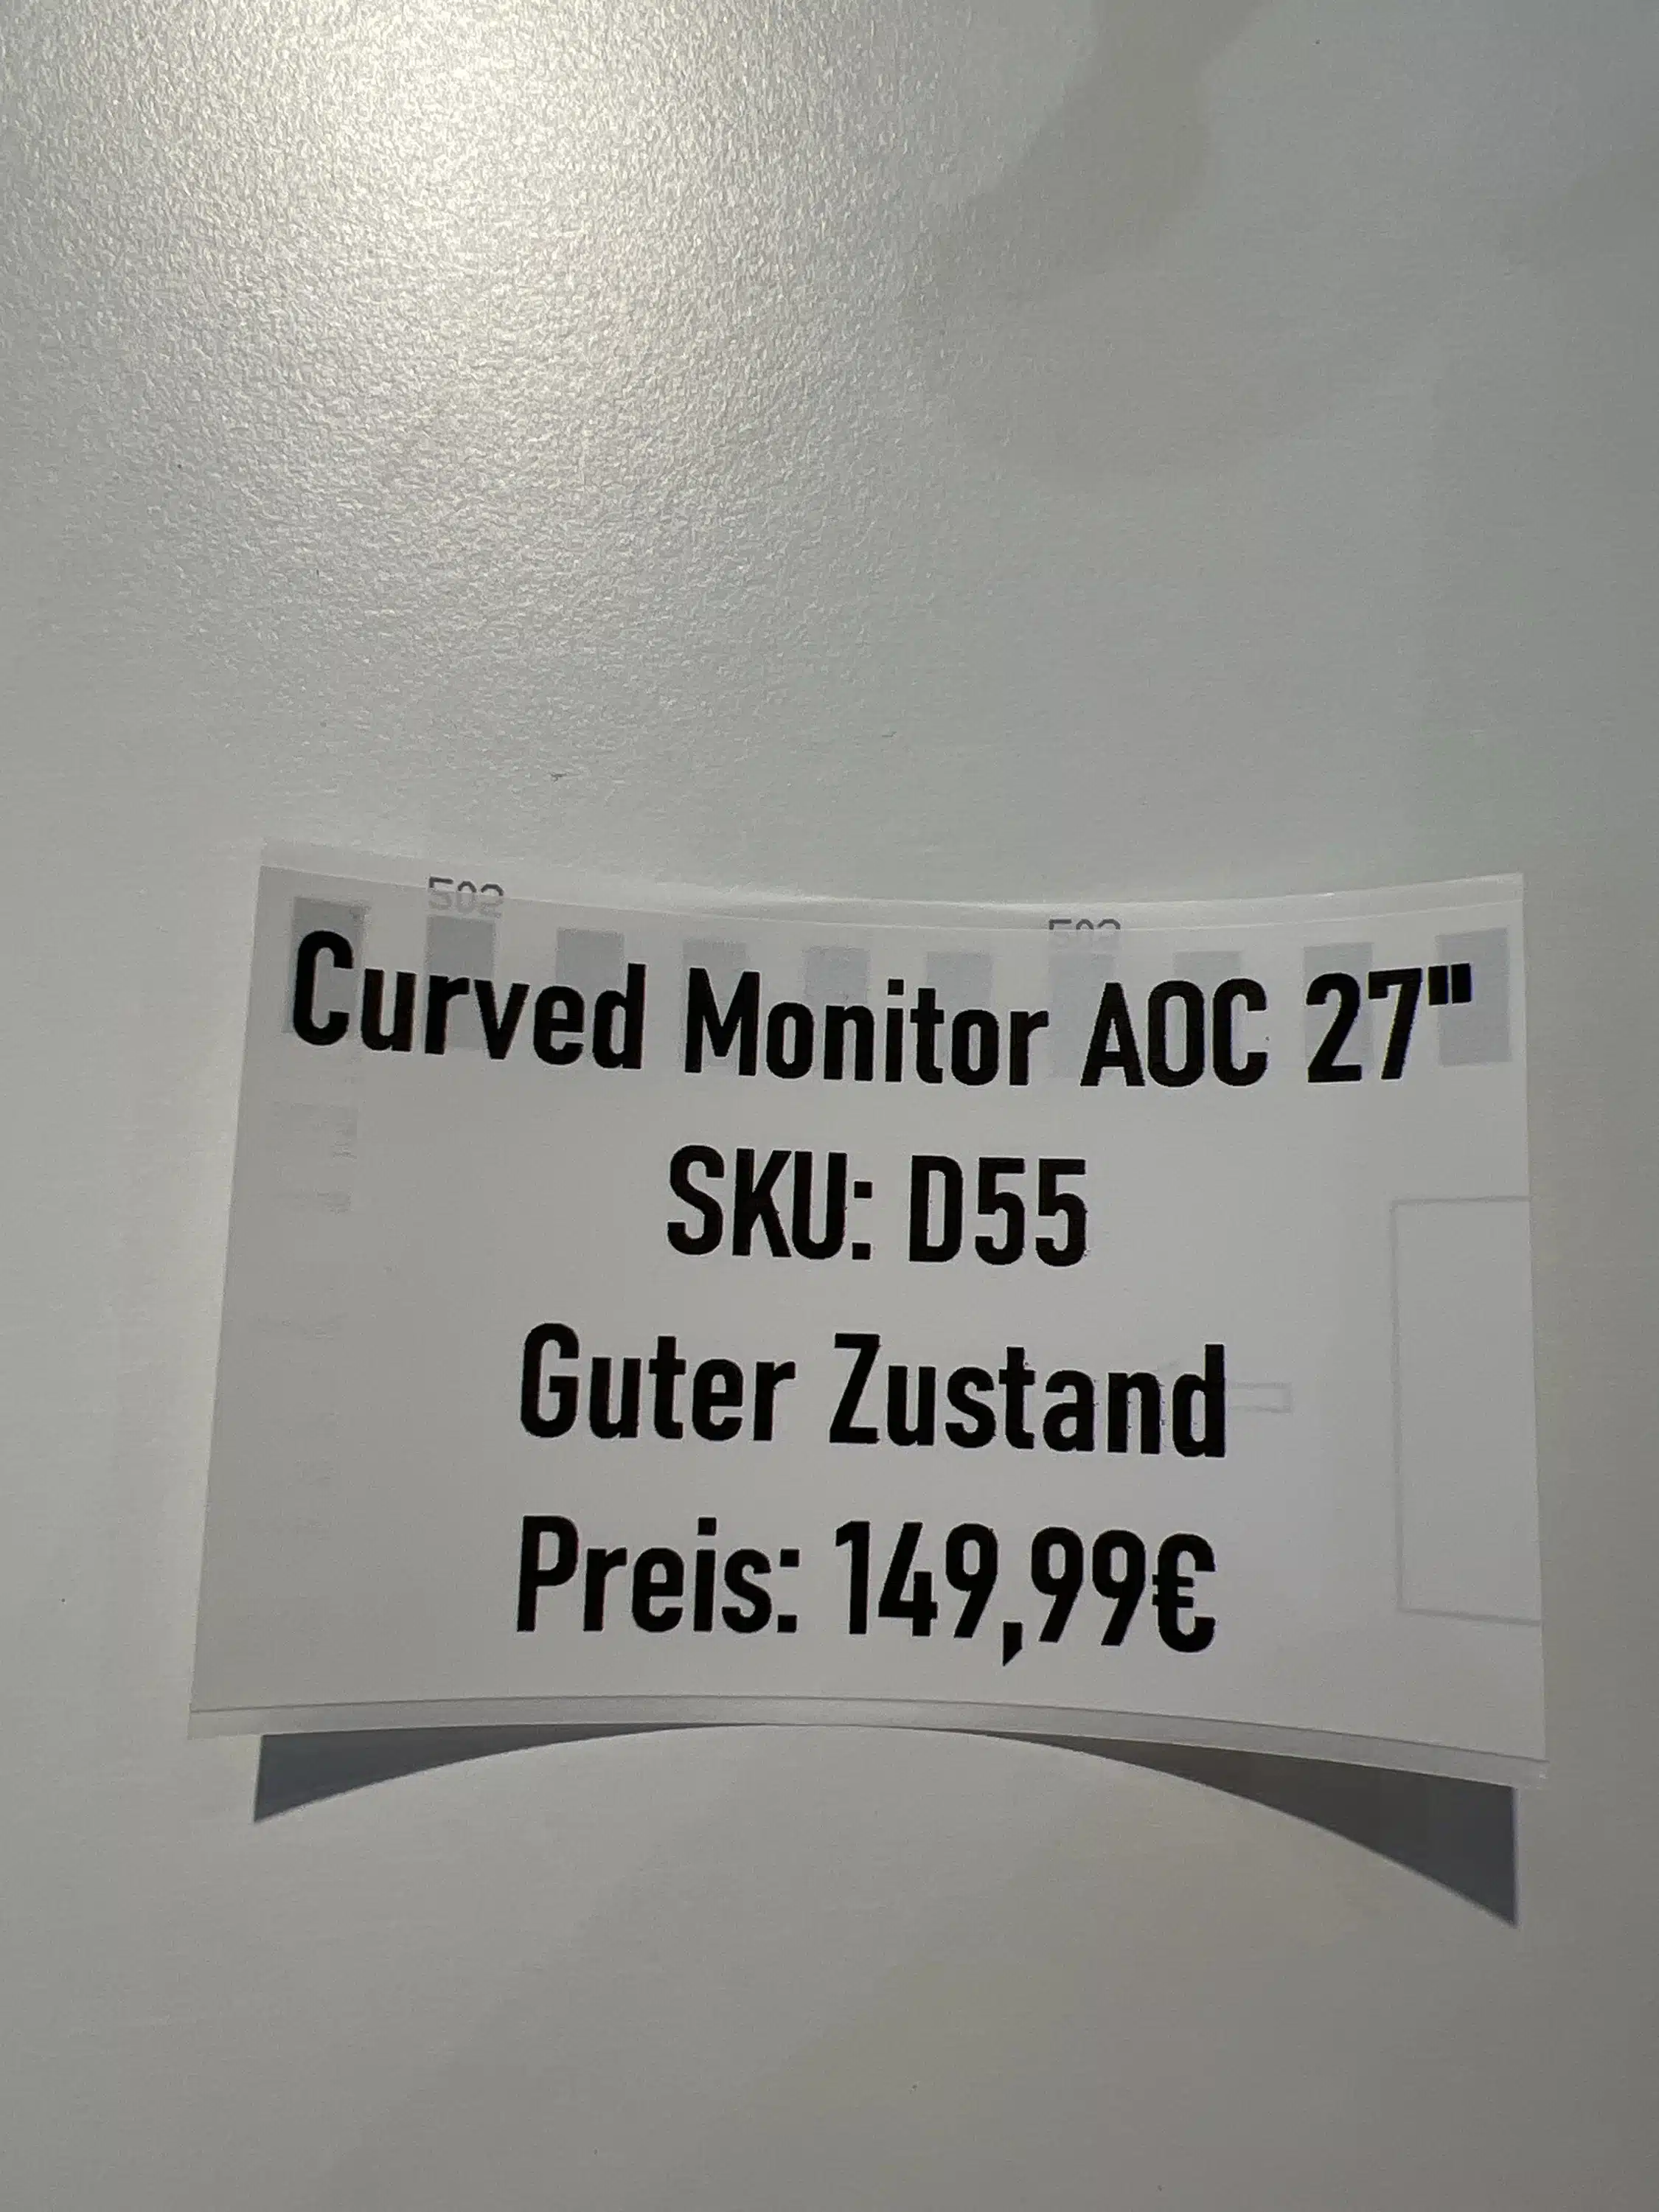 Curved Monitor AOC 27"
SKU: D55
Guter Zustand
Preis: 149,99€